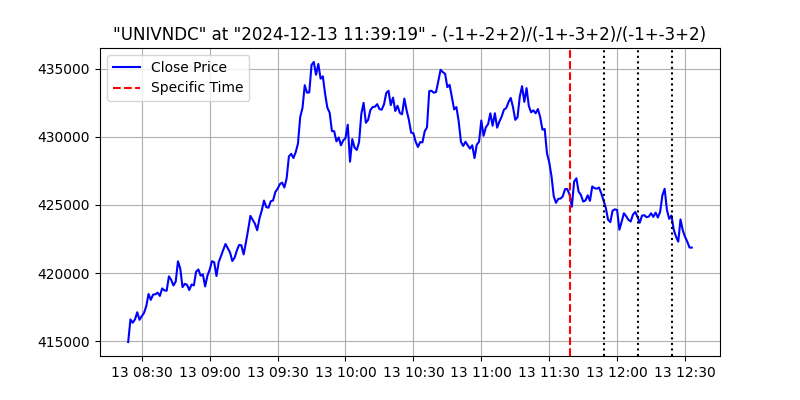 "UNIVNDC" at "2024-12-13 11:39:19" - (-1+-2+2)/(-1+-3+2)/(-1+-3+2)
Close Price
Specific Time
435000
430000
425000
420000
415000
13 08:30 13 09:00 13 09:30 13 10:00 13 10:30 13 11:00 13 11:30 13 12:00 13 12:30